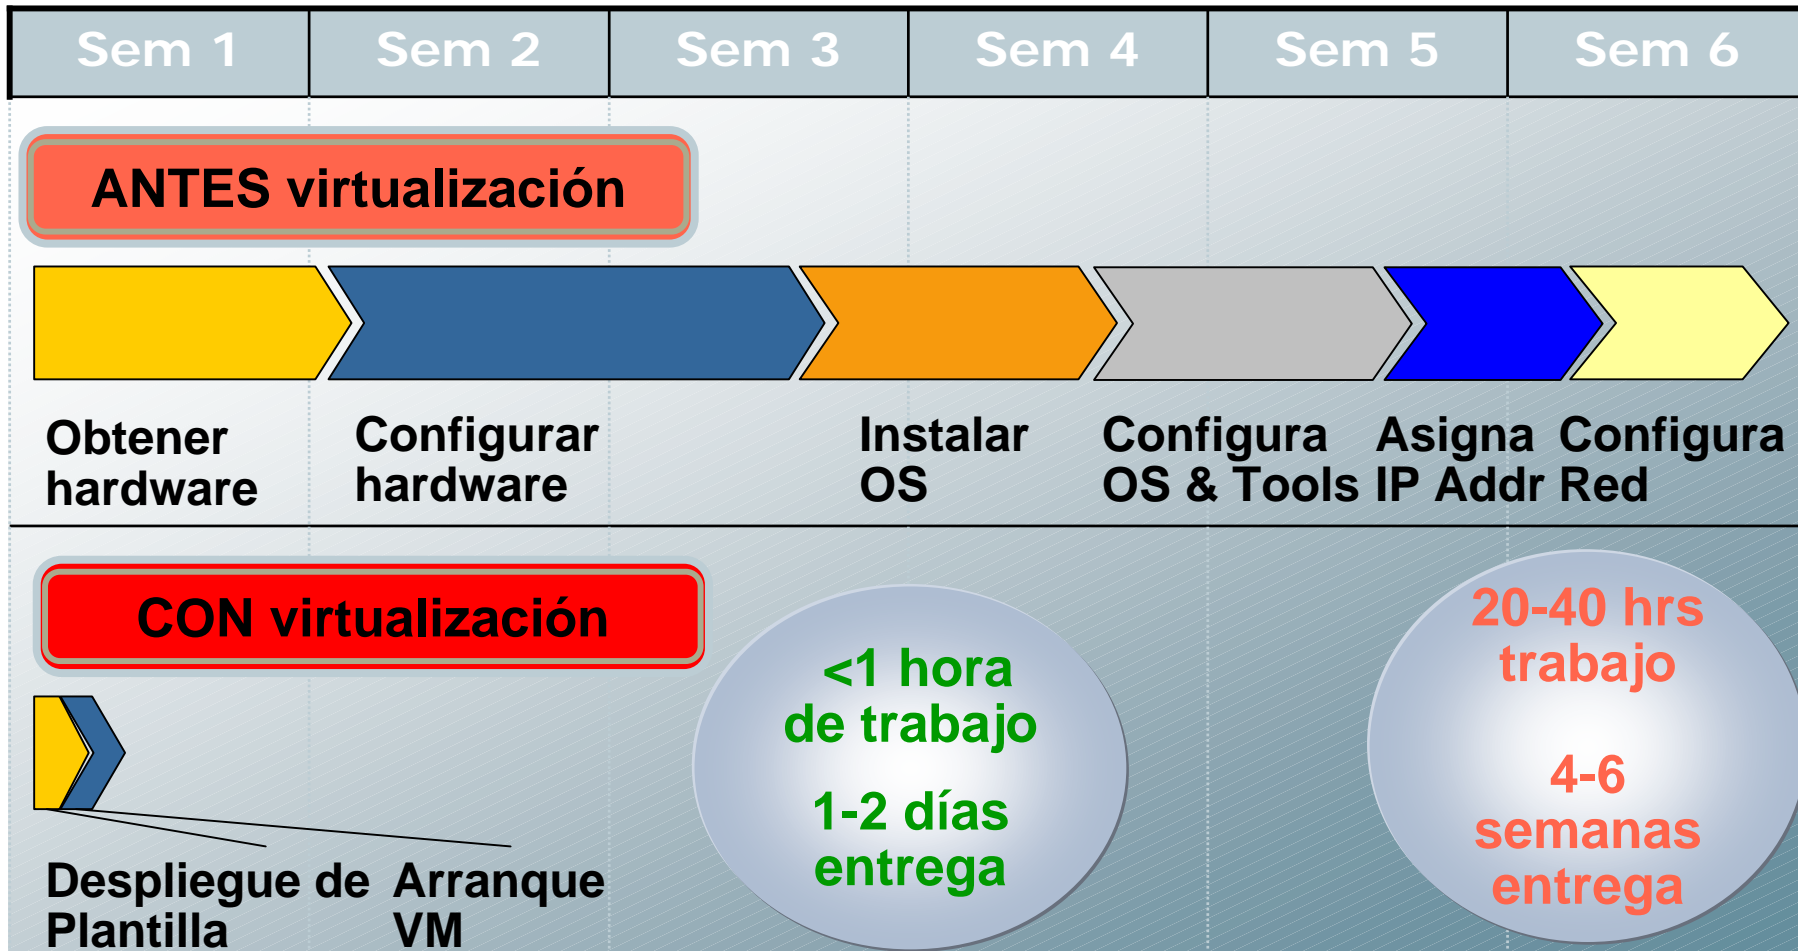 Sem 1 Sem 2 Sem 3 Sem 4 Sem 5 Sem 6
ANTES virtualización
Obtener
hardware
Configurar
hardware
Instalar
OS
Configura
OS & Tools
Asigna
IP Addr
Configura
Red
CON virtualización
Despliegue de
Plantilla
Arranque
VM
<1 hora
de trabajo
1-2 días
entrega
20-40 hrs
trabajo
4-6
semanas
entrega